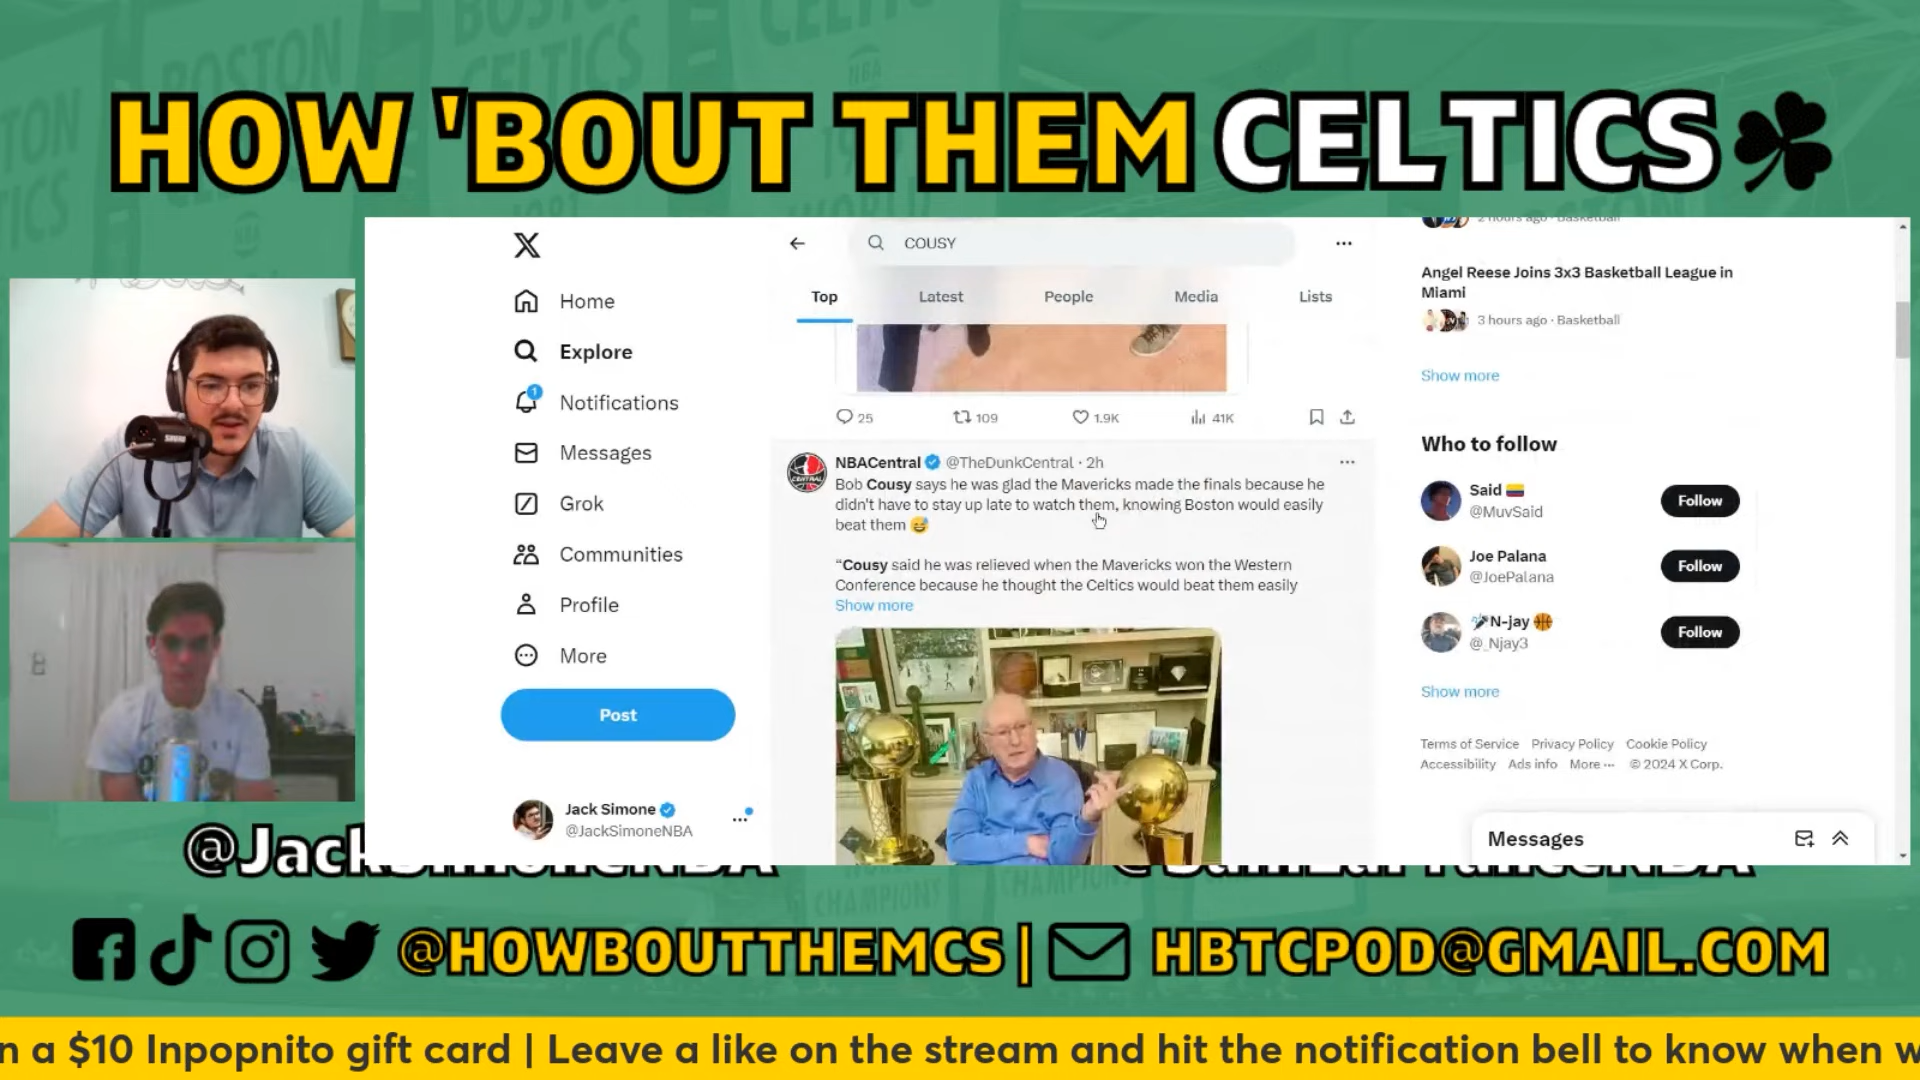 HOW 'BOUT THEM CELTICS
COUSY
Top Latest People Media Lists
Home
Explore
1
Notifications
Messages
Grok
Communities
Profile
More
Post
Jack Simone
@JackSimoneNBA
25 109 1.9K 41K
NBACentral @TheDunkCentral · 2h
Bob Cousy says he was glad the Mavericks made the finals because he
didn't have to stay up late to watch them, knowing Boston would easily
beat them 😅
“Cousy said he was relieved when the Mavericks won the Western
Conference because he thought the Celtics would beat them easily
Show more
2 hours ago · Basketball
Angel Reese Joins 3x3 Basketball League in
Miami
3 hours ago · Basketball
Show more
Who to follow
Said 🇨🇴
@MuvSaid
Follow
Joe Palana
@JoePalana
Follow
N-jay 🏀
@_Njay3
Follow
Show more
Terms of Service Privacy Policy Cookie Policy
Accessibility Ads info More ··· © 2024 X Corp.
Messages
@JackSimoneNBA
@HOWBOUTTHEMCS | HBTCPOD@GMAIL.COM
n a $10 Inpopnito gift card | Leave a like on the stream and hit the notification bell to know when w